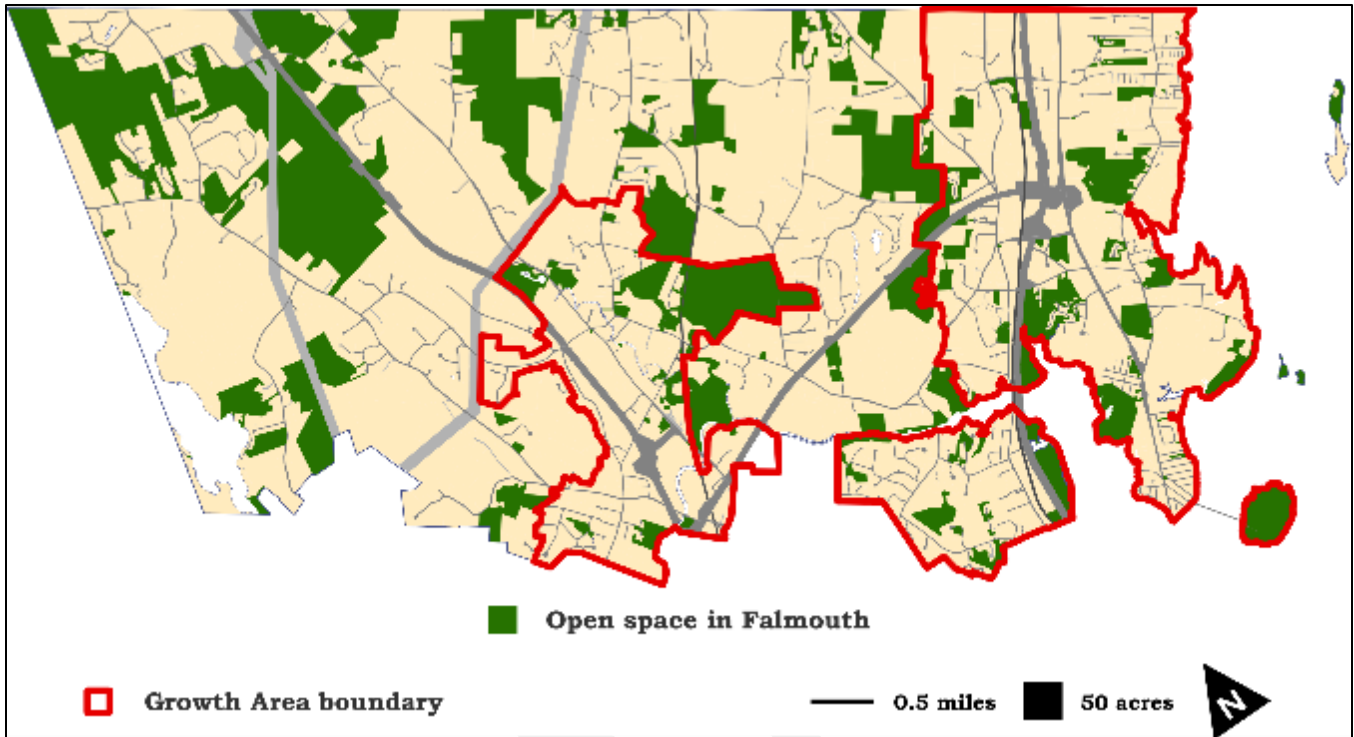 Open space in Falmouth
Growth Area boundary
0.5 miles
50 acres
N